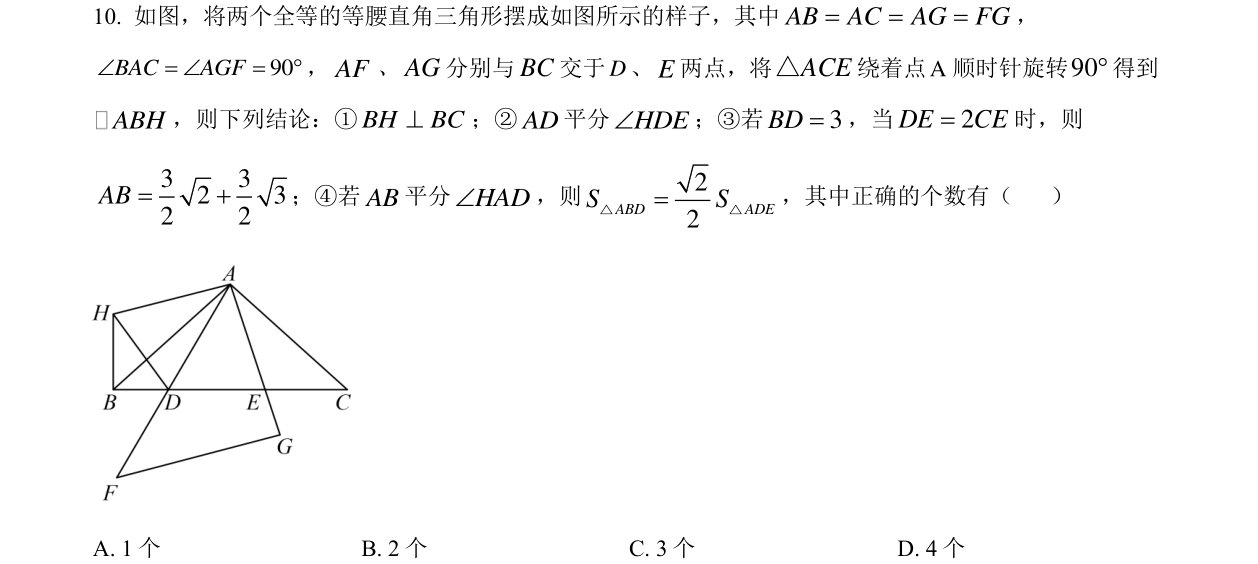 10. 如图，将两个全等的等腰直角三角形摆成如图所示的样子，其中 AB = AC = AG = FG，
∠BAC = ∠AGF = 90°， AF 、 AG 分别与 BC 交于 D 、 E 两点，将 △ACE 绕着点 A 顺时针旋转 90° 得到
□ABH ，则下列结论：① BH ⊥ BC ；② AD 平分 ∠HDE ；③若 BD = 3 ，当 DE = 2CE 时，则
AB = 3/2 √2 + 3/2 √3 ；④若 AB 平分 ∠HAD ，则 S△ABD = √2/2 S△ADE ，其中正确的个数有（ ）
A
H
B D E C
G
F
A. 1 个 B. 2 个 C. 3 个 D. 4 个